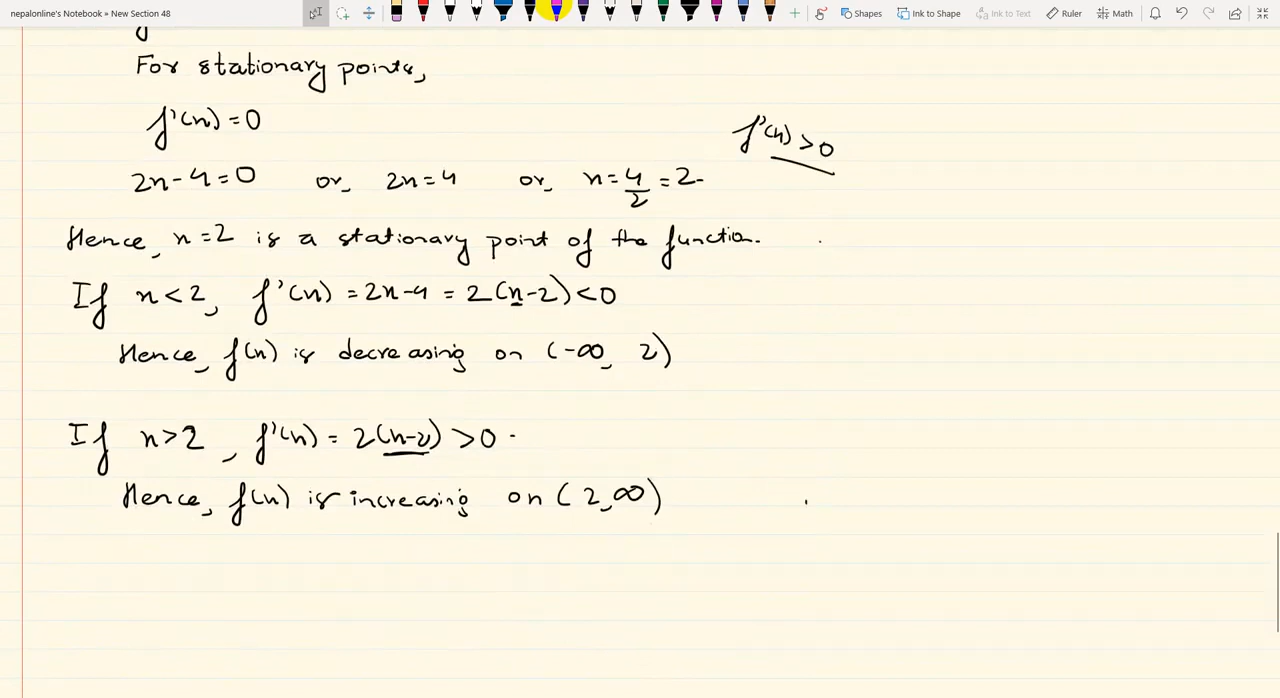 nepalonline's Notebook » New Section 48
Shapes Ink to Shape Ink to Text Ruler Math
For stationary points,
f'(x) = 0
f'(x) > 0
2x - 4 = 0 or, 2x = 4 or, x = 4/2 = 2
Hence, x = 2 is a stationary point of the function.
If x < 2, f'(x) = 2x - 4 = 2(x - 2) < 0
Hence, f(x) is decreasing on (-∞, 2)
If x > 2, f'(x) = 2(x - 2) > 0
Hence, f(x) is increasing on (2, ∞)